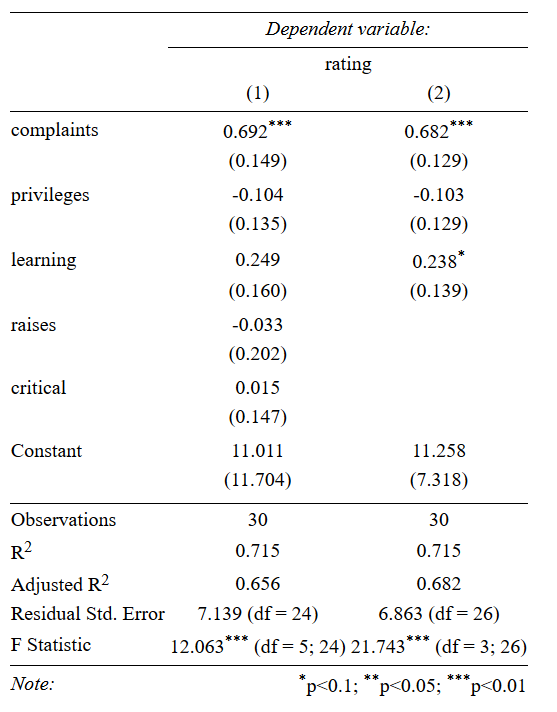 Dependent variable:
rating
(1) (2)
complaints 0.692*** 0.682***
(0.149) (0.129)
privileges -0.104 -0.103
(0.135) (0.129)
learning 0.249 0.238*
(0.160) (0.139)
raises -0.033
(0.202)
critical 0.015
(0.147)
Constant 11.011 11.258
(11.704) (7.318)
Observations 30 30
R2 0.715 0.715
Adjusted R2 0.656 0.682
Residual Std. Error 7.139 (df = 24) 6.863 (df = 26)
F Statistic 12.063*** (df = 5; 24) 21.743*** (df = 3; 26)
Note: *p<0.1; **p<0.05; ***p<0.01